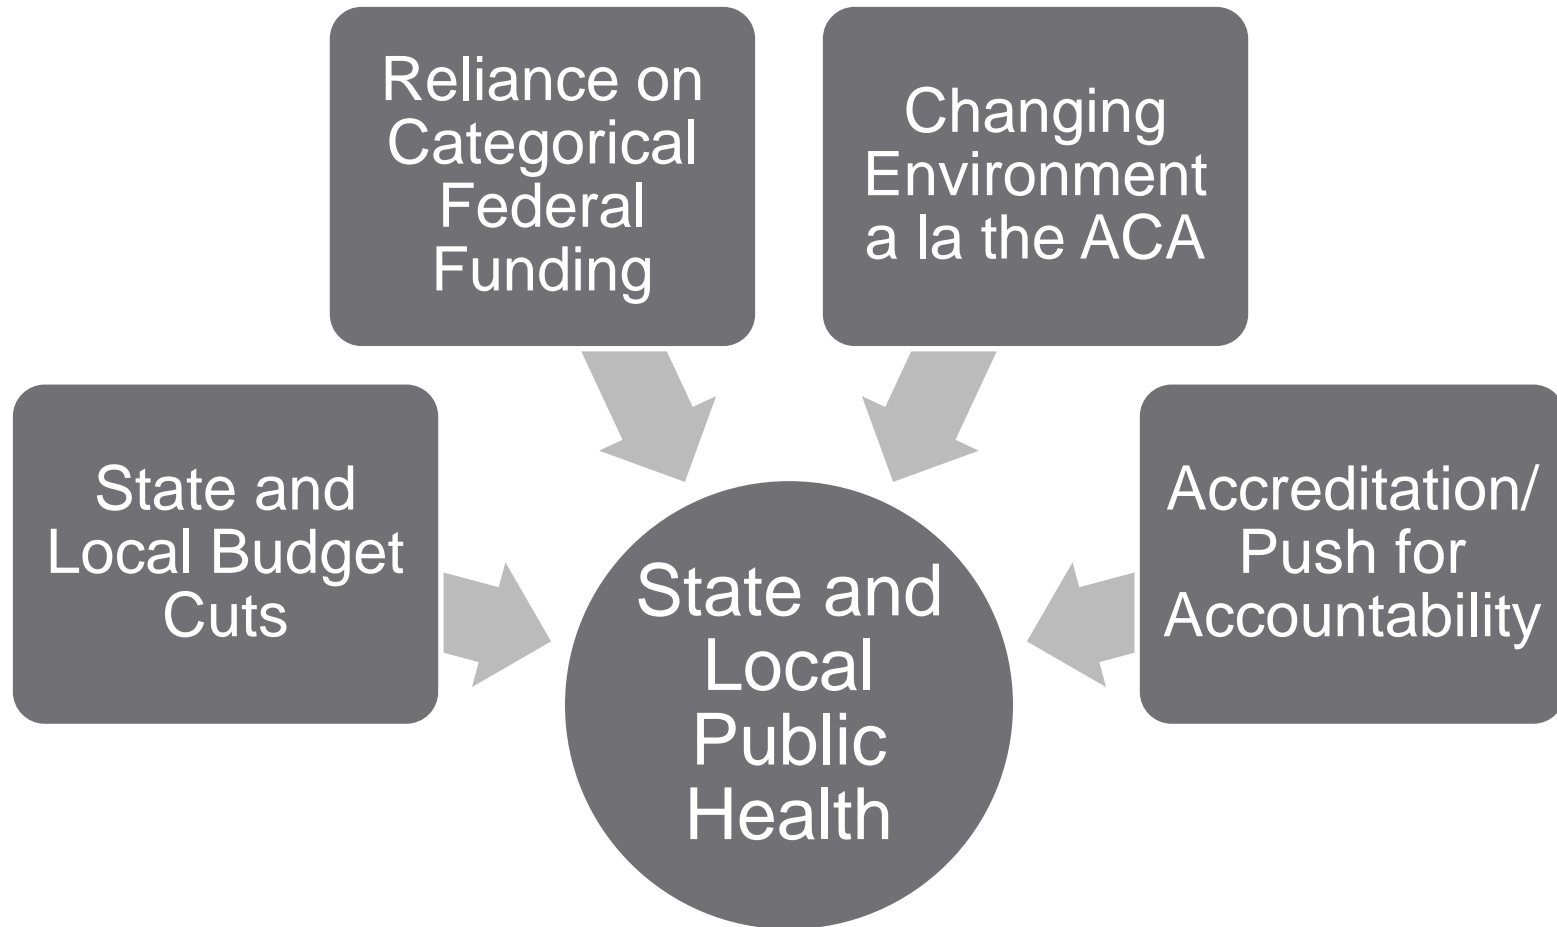 Reliance on
Categorical
Federal
Funding
Changing
Environment
a la the ACA
State and
Local Budget
Cuts
Accreditation/
Push for
Accountability
State and
Local
Public
Health